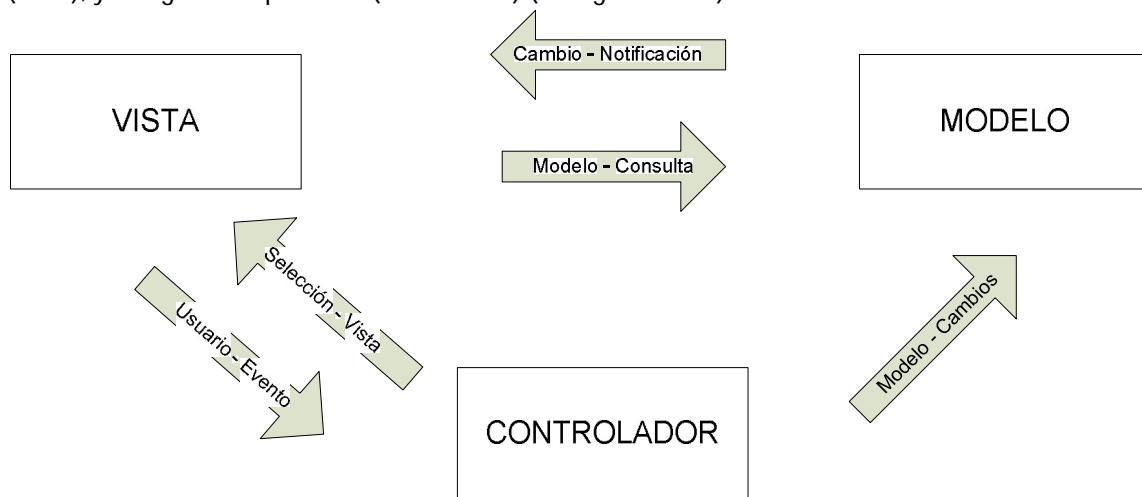 Cambio - Notificación
VISTA
MODELO
Modelo - Consulta
Selección - Vista
Usuario - Evento
Modelo - Cambios
CONTROLADOR